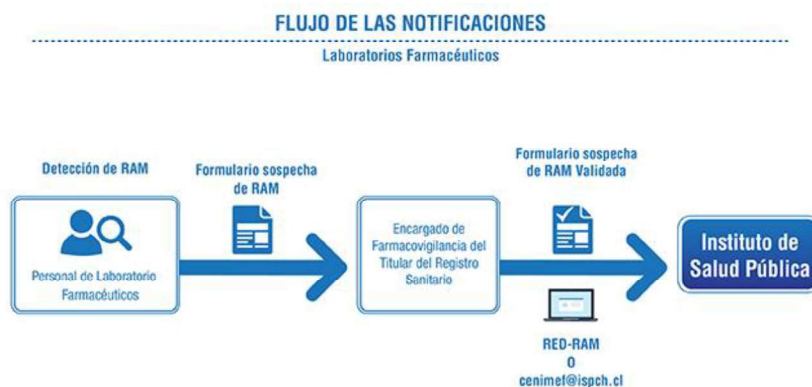 FLUJO DE LAS NOTIFICACIONES
Laboratorios Farmacéuticos
Detección de RAM
Personal de Laboratorio
Farmacéuticos
Formulario sospecha
de RAM
Encargado de
Farmacovigilancia del
Titular del Registro
Sanitario
Formulario sospecha
de RAM Validada
RED-RAM
O
cenimef@ispch.cl
Instituto de
Salud Pública